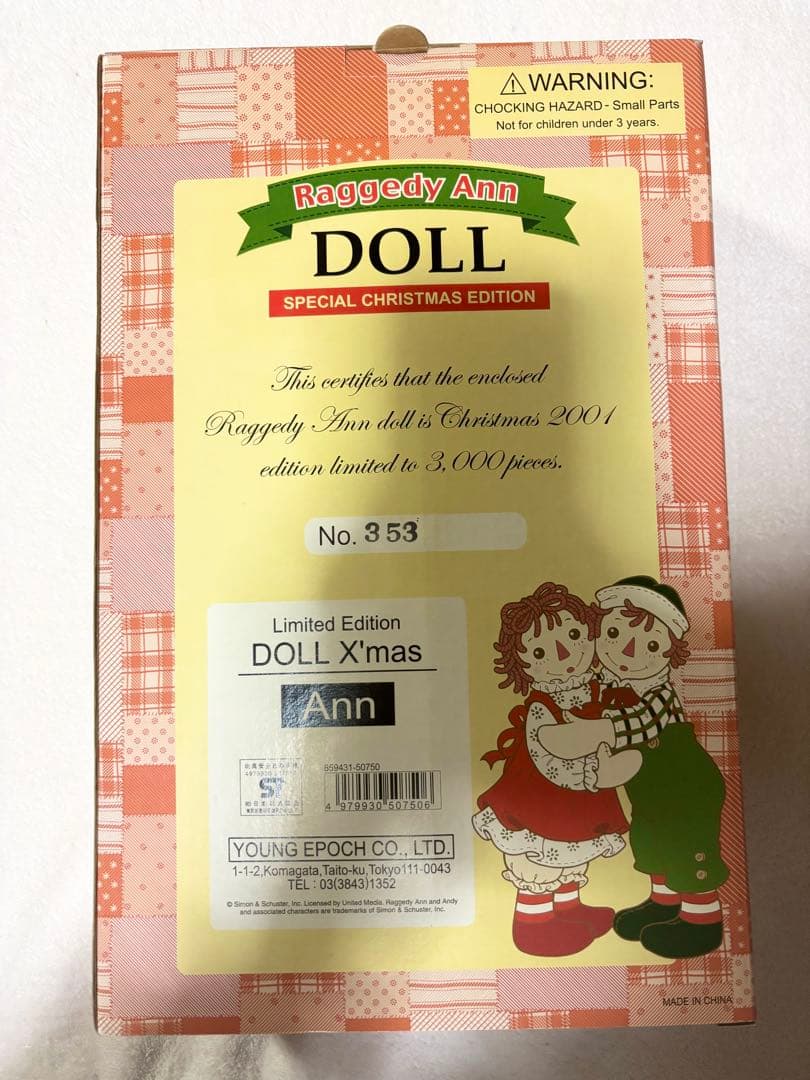 ⚠WARNING:
CHOCKING HAZARD - Small Parts
Not for children under 3 years.
Raggedy Ann
DOLL
SPECIAL CHRISTMAS EDITION
This certifies that the enclosed
Raggedy Ann doll is Christmas 2001
edition limited to 3,000 pieces.
No. 353
Limited Edition
DOLL X'mas
Ann
ST
859431-50750
4 979930 507506
YOUNG EPOCH CO., LTD.
1-1-2,Komagata,Taito-ku,Tokyo111-0043
TEL : 03(3843)1352
© Simon & Schuster, Inc. Licensed by United Media. Raggedy Ann and Andy
and associated characters are trademarks of Simon & Schuster, Inc.
MADE IN CHINA